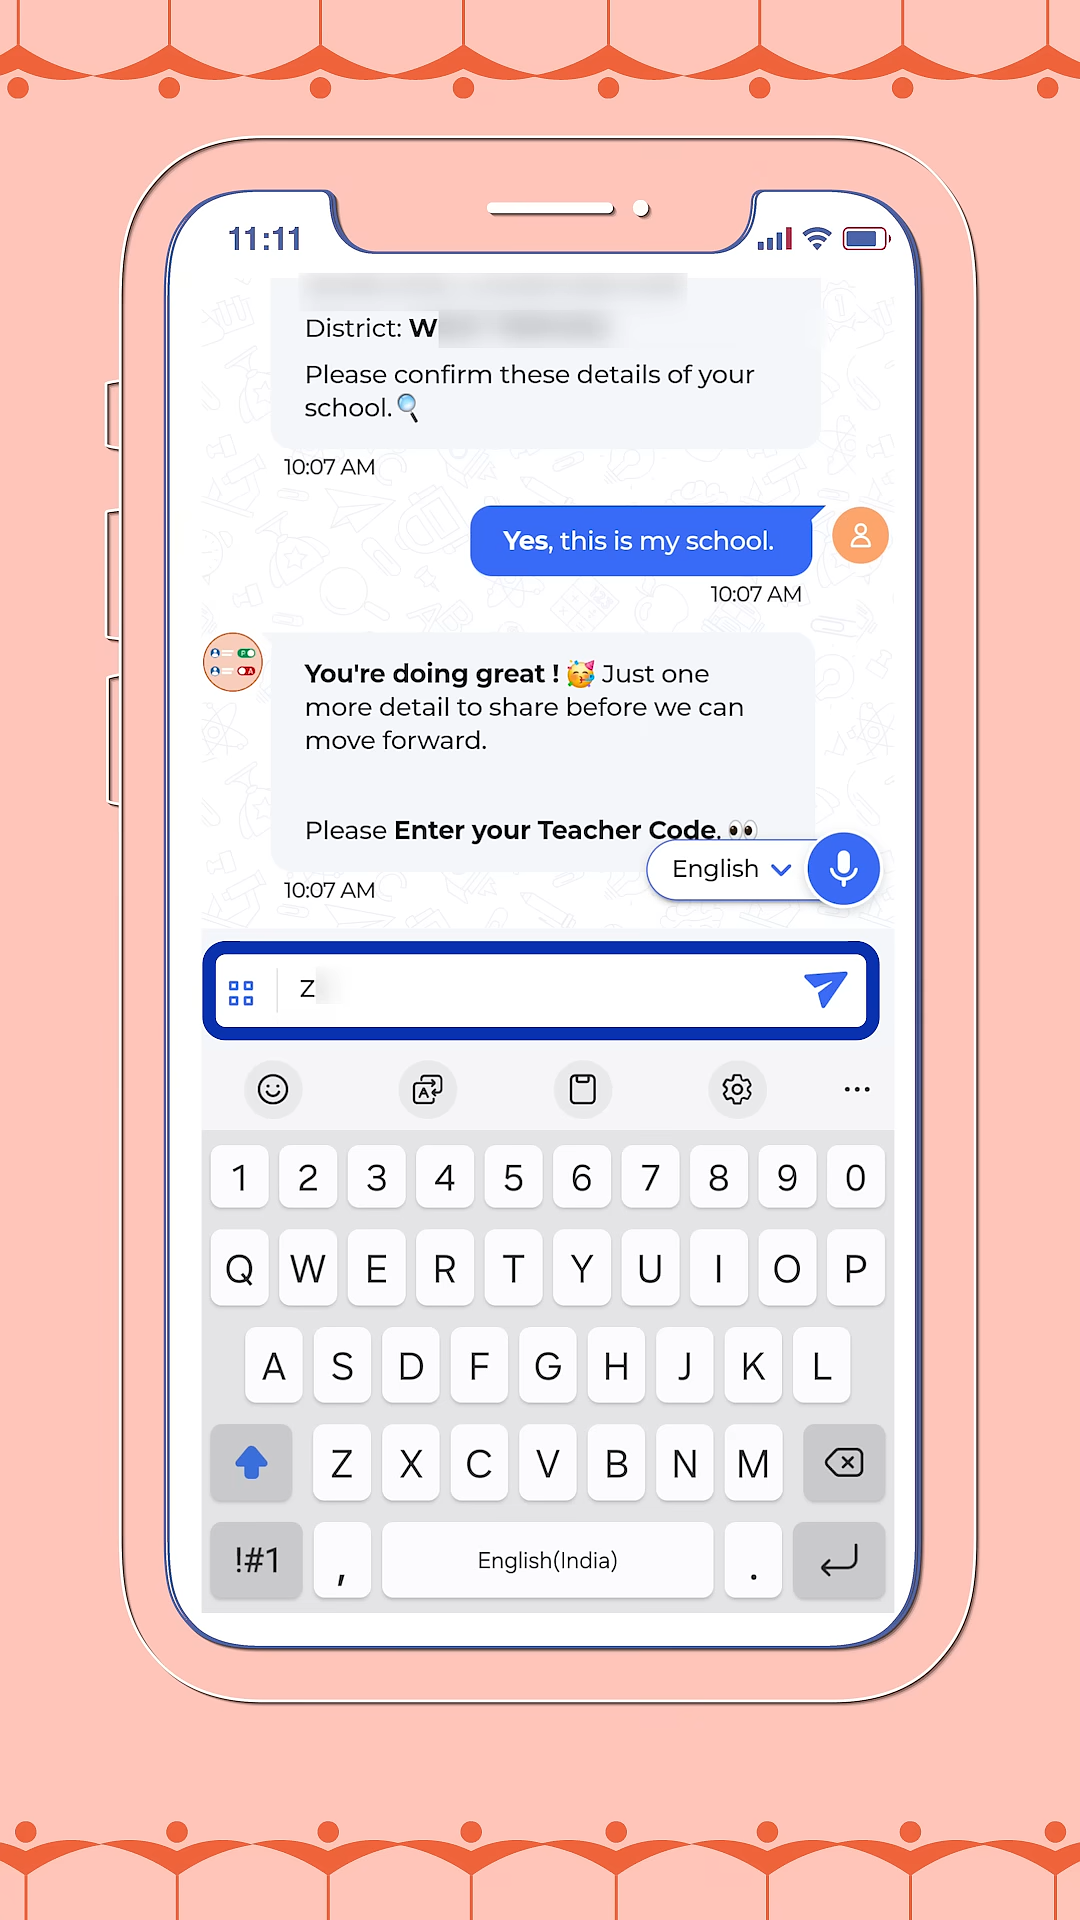 11:11
District: W
Please confirm these details of your
school.🔍
10:07 AM
Yes, this is my school.
10:07 AM
You're doing great ! 🥳 Just one
more detail to share before we can
move forward.
Please Enter your Teacher Code. 👀
English
10:07 AM
Z
1 2 3 4 5 6 7 8 9 0
Q W E R T Y U I O P
A S D F G H J K L
Z X C V B N M
!#1 , English(India) .